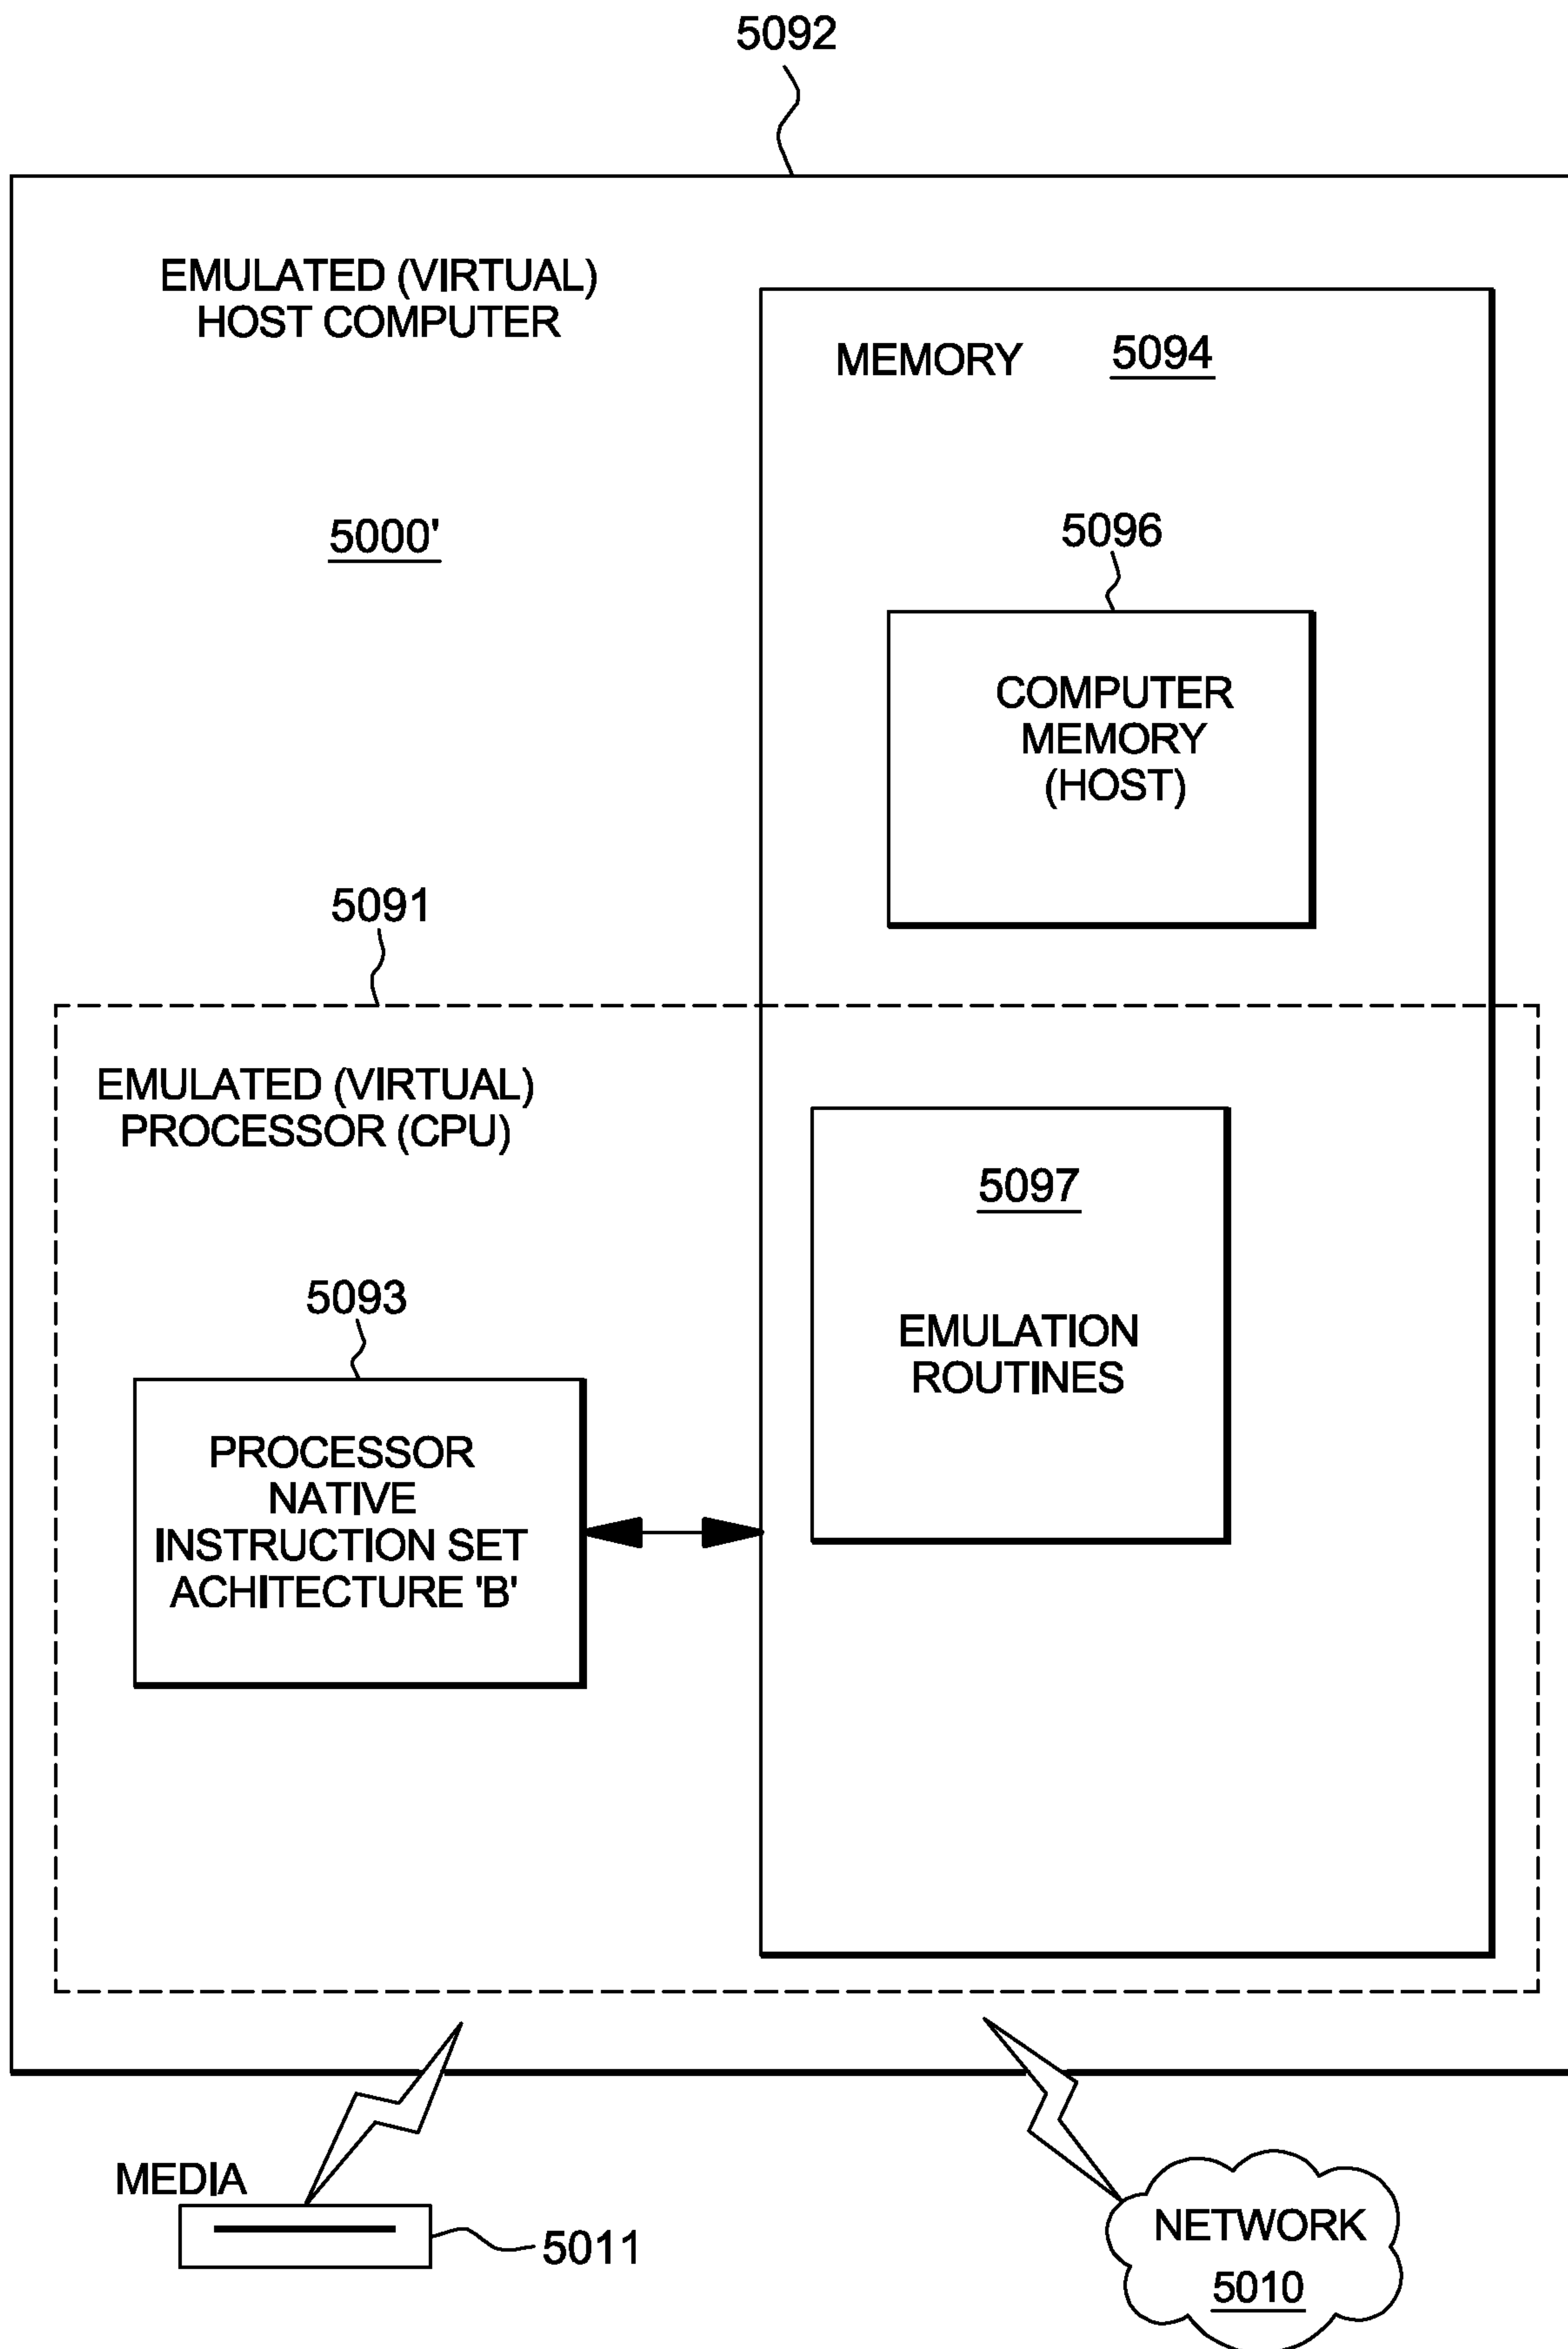 5092
EMULATED (VIRTUAL)
HOST COMPUTER
MEMORY 5094
5000'
5096
COMPUTER
MEMORY
(HOST)
5091
EMULATED (VIRTUAL)
PROCESSOR (CPU)
5097
EMULATION
ROUTINES
5093
PROCESSOR
NATIVE
INSTRUCTION SET
ACHITECTURE 'B'
MEDIA
5011
NETWORK
5010